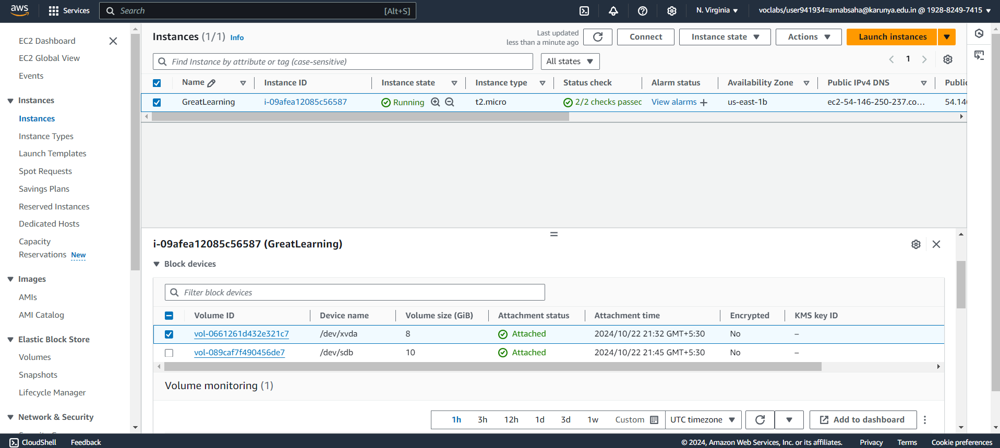 aws Services Search [Alt+S] N. Virginia voclabs/user941934=arnabsaha@karunya.edu.in @ 1928-8249-7415
EC2 Dashboard
EC2 Global View
Events
Instances
Instances
Instance Types
Launch Templates
Spot Requests
Savings Plans
Reserved Instances
Dedicated Hosts
Capacity
Reservations New
Images
AMIs
AMI Catalog
Elastic Block Store
Volumes
Snapshots
Lifecycle Manager
Network & Security
Instances (1/1) Info
Last updated
less than a minute ago
Connect Instance state Actions Launch instances
Find Instance by attribute or tag (case-sensitive) All states 1
Name Instance ID Instance state Instance type Status check Alarm status Availability Zone Public IPv4 DNS Public
GreatLearning i-09afea12085c56587 Running t2.micro 2/2 checks passed View alarms us-east-1b ec2-54-146-250-237.co... 54.146
i-09afea12085c56587 (GreatLearning)
Block devices
Filter block devices
Volume ID Device name Volume size (GiB) Attachment status Attachment time Encrypted KMS key ID
vol-0661261d432e321c7 /dev/xvda 8 Attached 2024/10/22 21:32 GMT+5:30 No –
vol-089caf7f490456de7 /dev/sdb 10 Attached 2024/10/22 21:45 GMT+5:30 No –
Volume monitoring (1)
1h 3h 12h 1d 3d 1w Custom UTC timezone Add to dashboard
CloudShell Feedback © 2024, Amazon Web Services, Inc. or its affiliates. Privacy Terms Cookie preferences